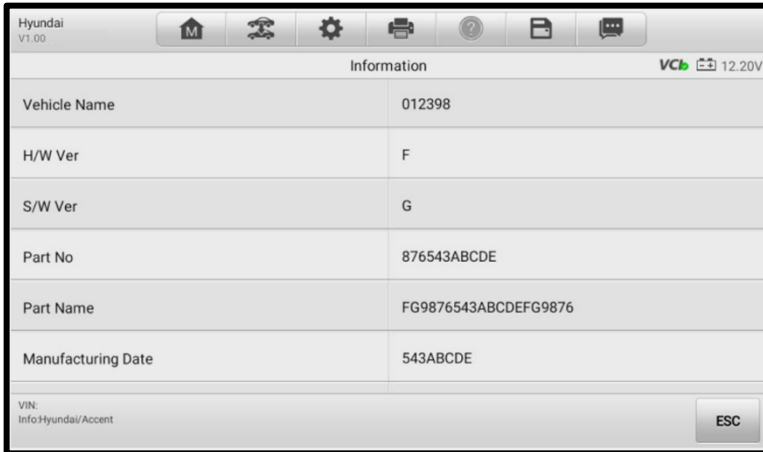 Hyundai
V1.00
M
?
Information
VCI
12.20V
Vehicle Name 012398
H/W Ver F
S/W Ver G
Part No 876543ABCDE
Part Name FG9876543ABCDEFG9876
Manufacturing Date 543ABCDE
VIN:
Info:Hyundai/Accent
ESC